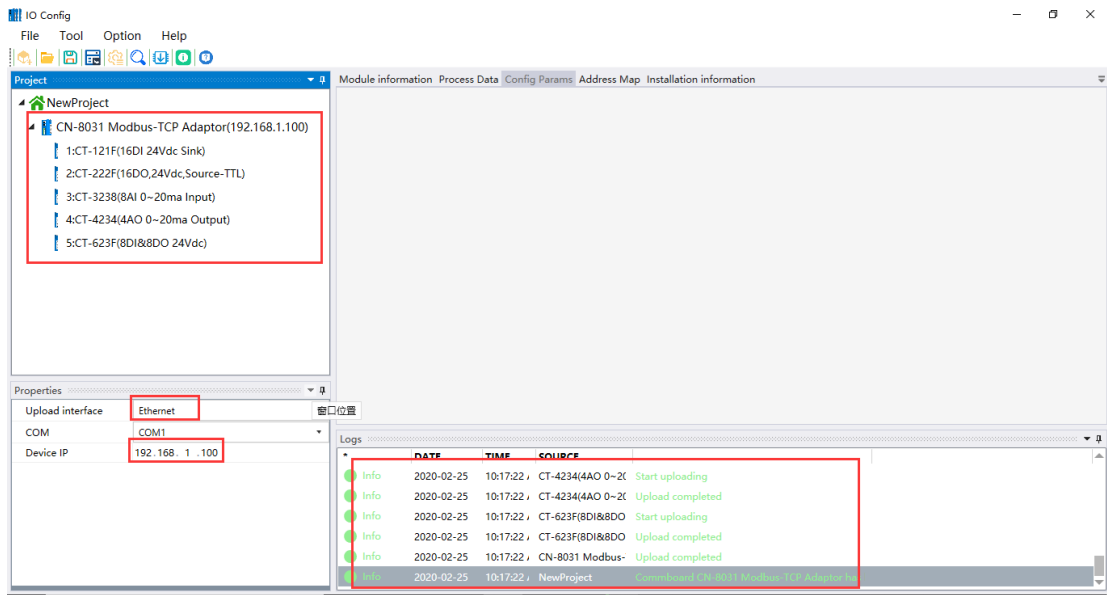 IO Config
File Tool Option Help
Project
Module information Process Data Config Params Address Map Installation information
NewProject
CN-8031 Modbus-TCP Adaptor(192.168.1.100)
1:CT-121F(16DI 24Vdc Sink)
2:CT-222F(16DO,24Vdc,Source-TTL)
3:CT-3238(8AI 0~20ma Input)
4:CT-4234(4AO 0~20ma Output)
5:CT-623F(8DI&8DO 24Vdc)
Properties
Upload interface Ethernet
窗口位置
COM COM1
Device IP 192.168. 1 .100
Logs
* DATE TIME SOURCE
Info 2020-02-25 10:17:22 CT-4234(4AO 0~20 Start uploading
Info 2020-02-25 10:17:22 CT-4234(4AO 0~20 Upload completed
Info 2020-02-25 10:17:22 CT-623F(8DI&8DO Start uploading
Info 2020-02-25 10:17:22 CT-623F(8DI&8DO Upload completed
Info 2020-02-25 10:17:22 CN-8031 Modbus- Upload completed
Info 2020-02-25 10:17:22 NewProject Commboard CN-8031 Modbus-TCP Adaptor ha